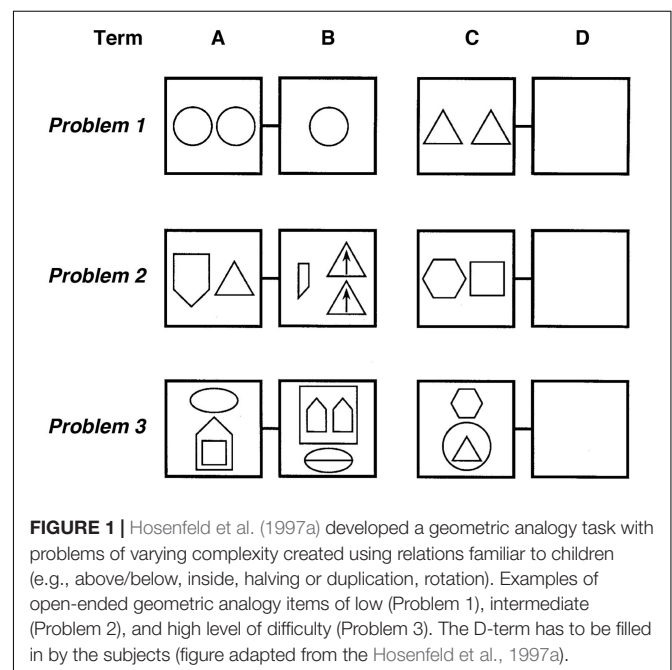 Term A B C D
Problem 1
Problem 2
Problem 3
FIGURE 1 | Hosenfeld et al. (1997a) developed a geometric analogy task with
problems of varying complexity created using relations familiar to children
(e.g., above/below, inside, halving or duplication, rotation). Examples of
open-ended geometric analogy items of low (Problem 1), intermediate
(Problem 2), and high level of difficulty (Problem 3). The D-term has to be filled
in by the subjects (figure adapted from the Hosenfeld et al., 1997a).